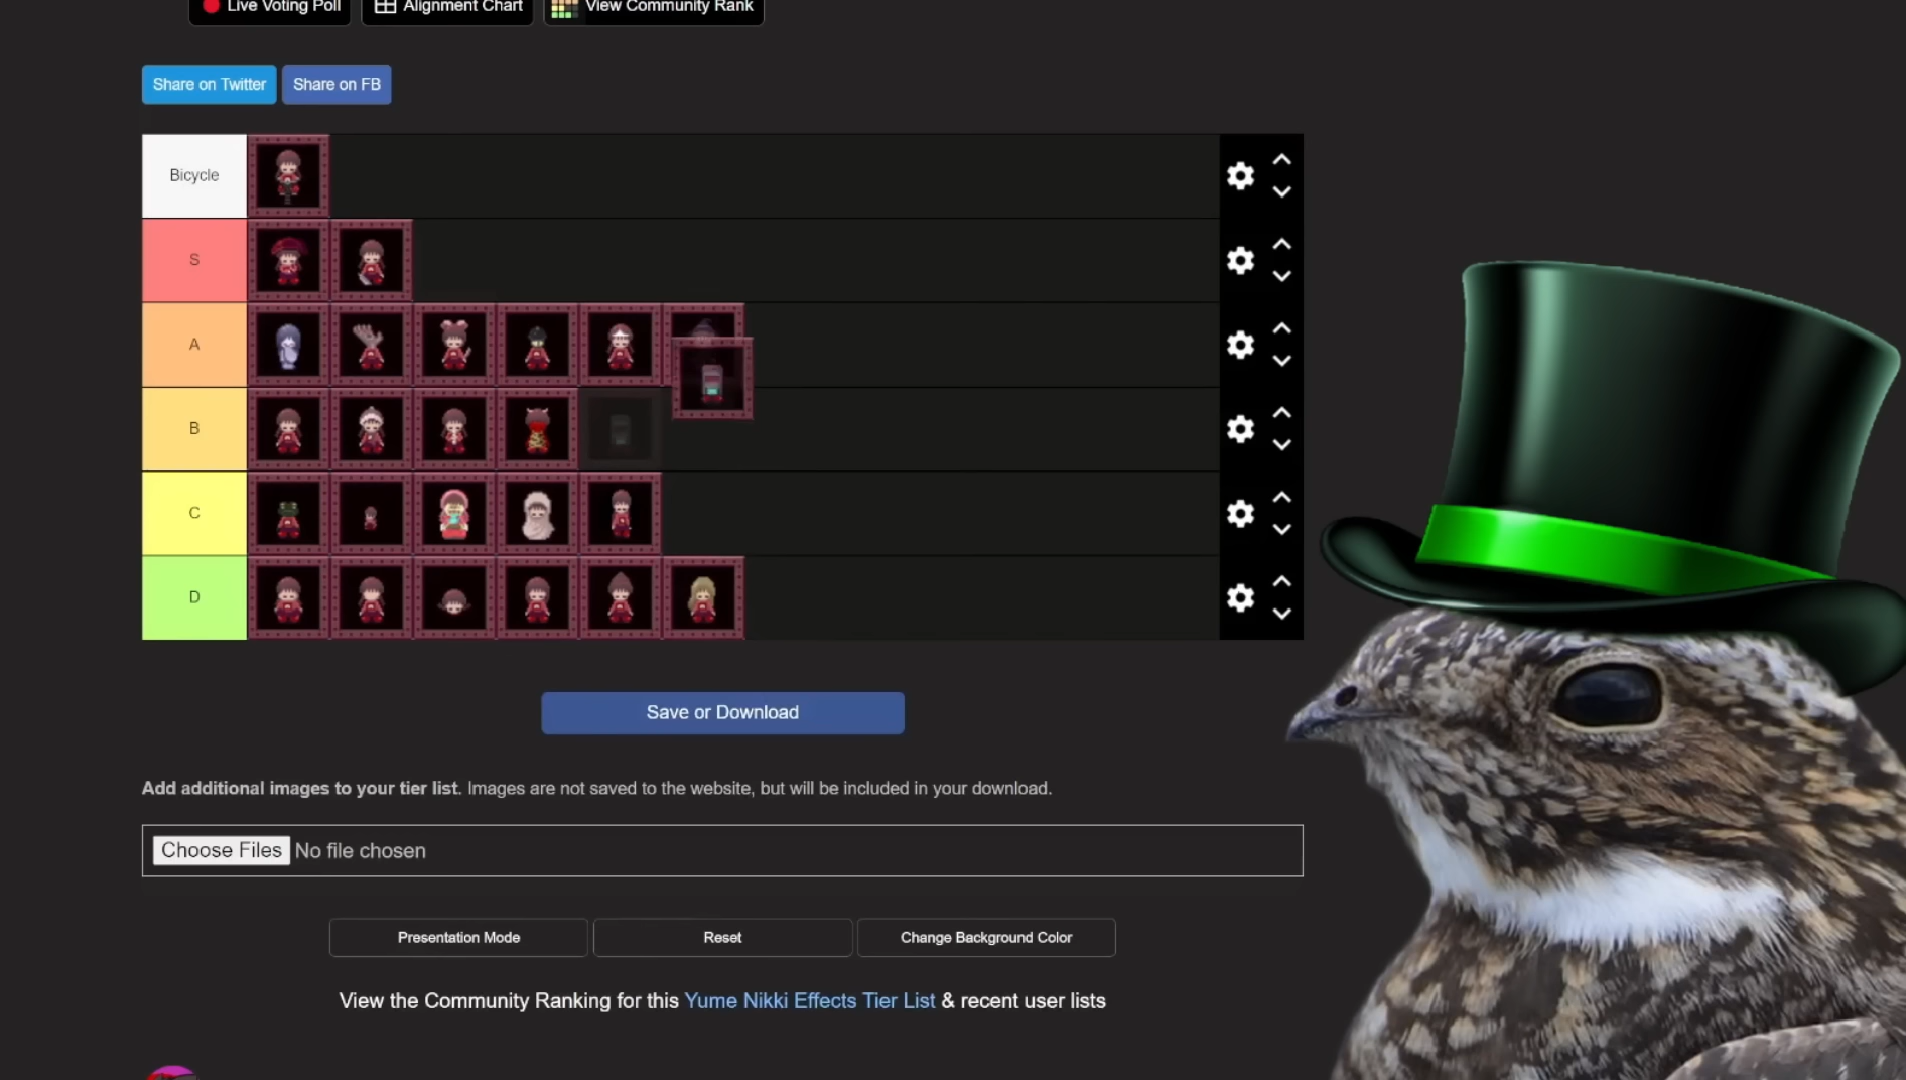 Live Voting Poll
Alignment Chart
View Community Rank
Share on Twitter
Share on FB
Bicycle
S
A
B
C
D
Save or Download
Add additional images to your tier list. Images are not saved to the website, but will be included in your download.
Choose Files No file chosen
Presentation Mode
Reset
Change Background Color
View the Community Ranking for this Yume Nikki Effects Tier List & recent user lists